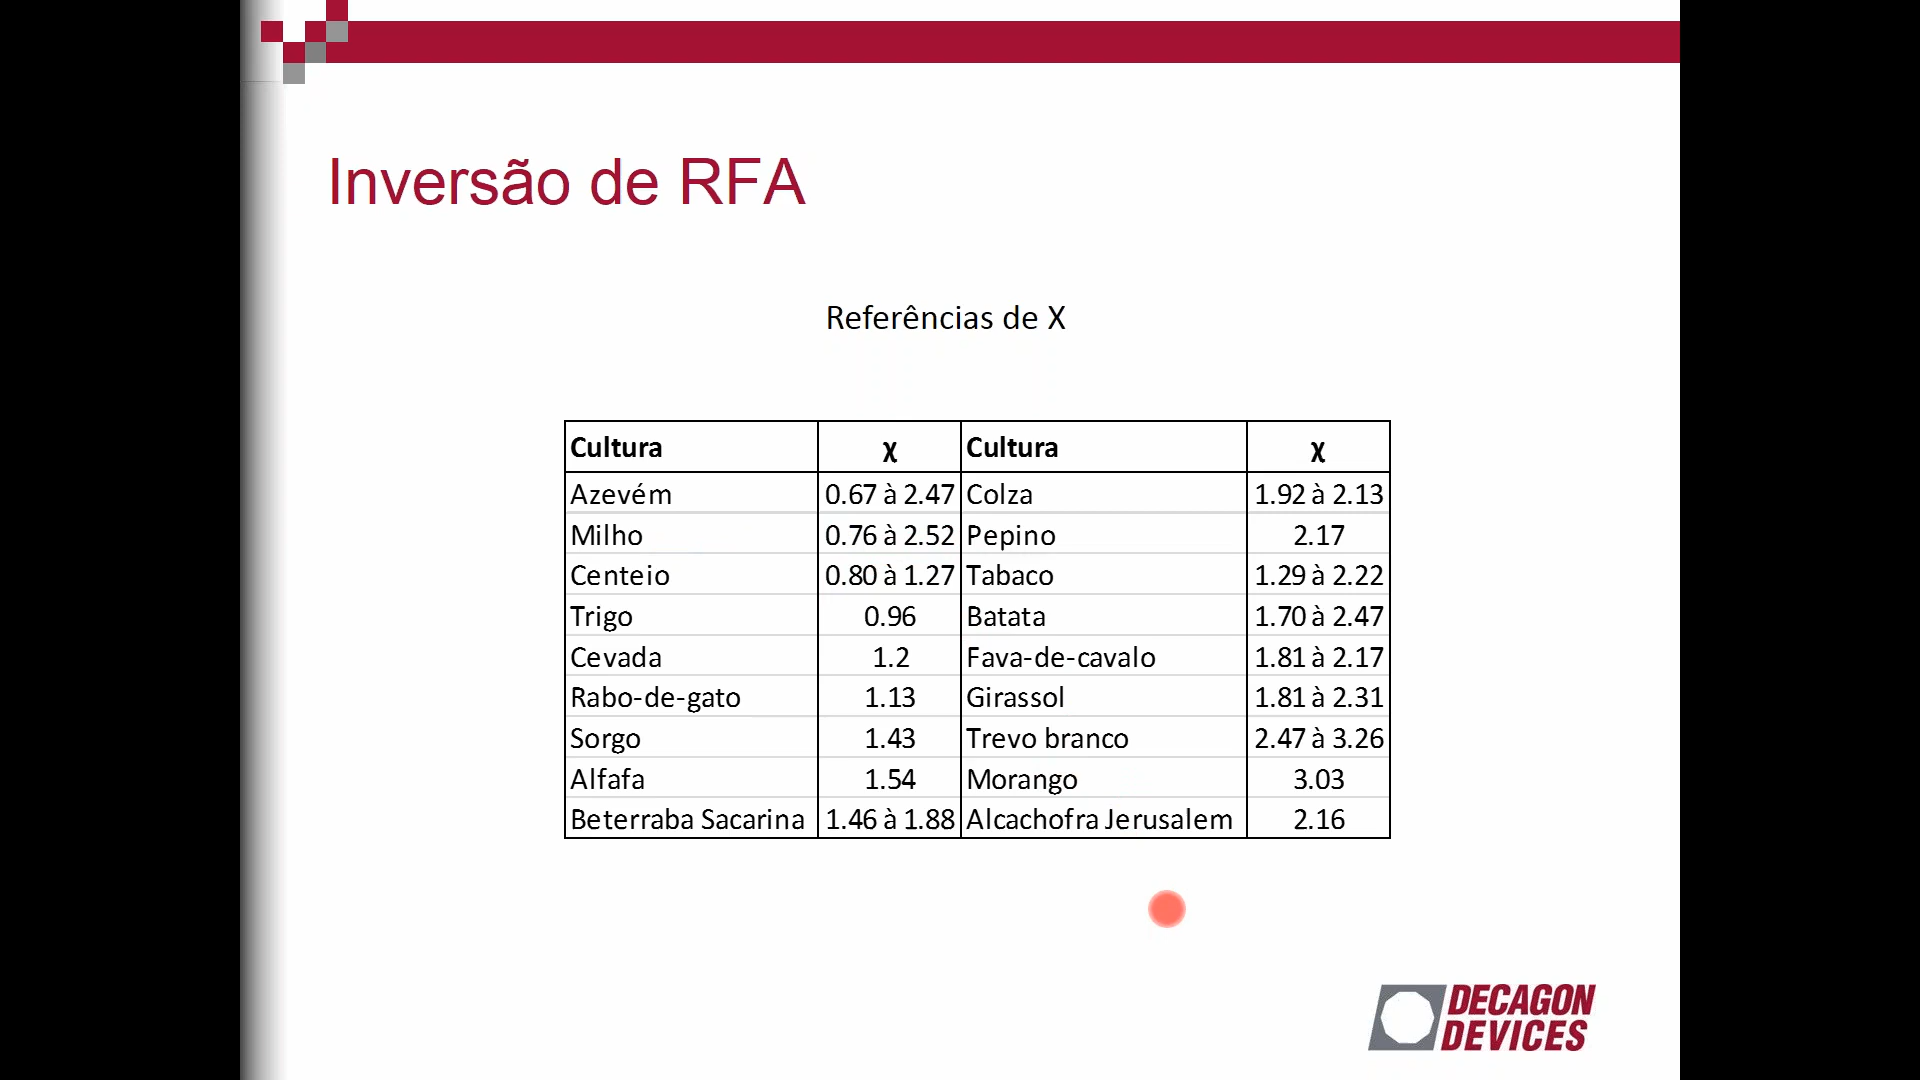 Inversão de RFA
Referências de X
Cultura χ Cultura χ
Azevém 0.67 à 2.47 Colza 1.92 à 2.13
Milho 0.76 à 2.52 Pepino 2.17
Centeio 0.80 à 1.27 Tabaco 1.29 à 2.22
Trigo 0.96 Batata 1.70 à 2.47
Cevada 1.2 Fava-de-cavalo 1.81 à 2.17
Rabo-de-gato 1.13 Girassol 1.81 à 2.31
Sorgo 1.43 Trevo branco 2.47 à 3.26
Alfafa 1.54 Morango 3.03
Beterraba Sacarina 1.46 à 1.88 Alcachofra Jerusalem 2.16
DECAGON
DEVICES